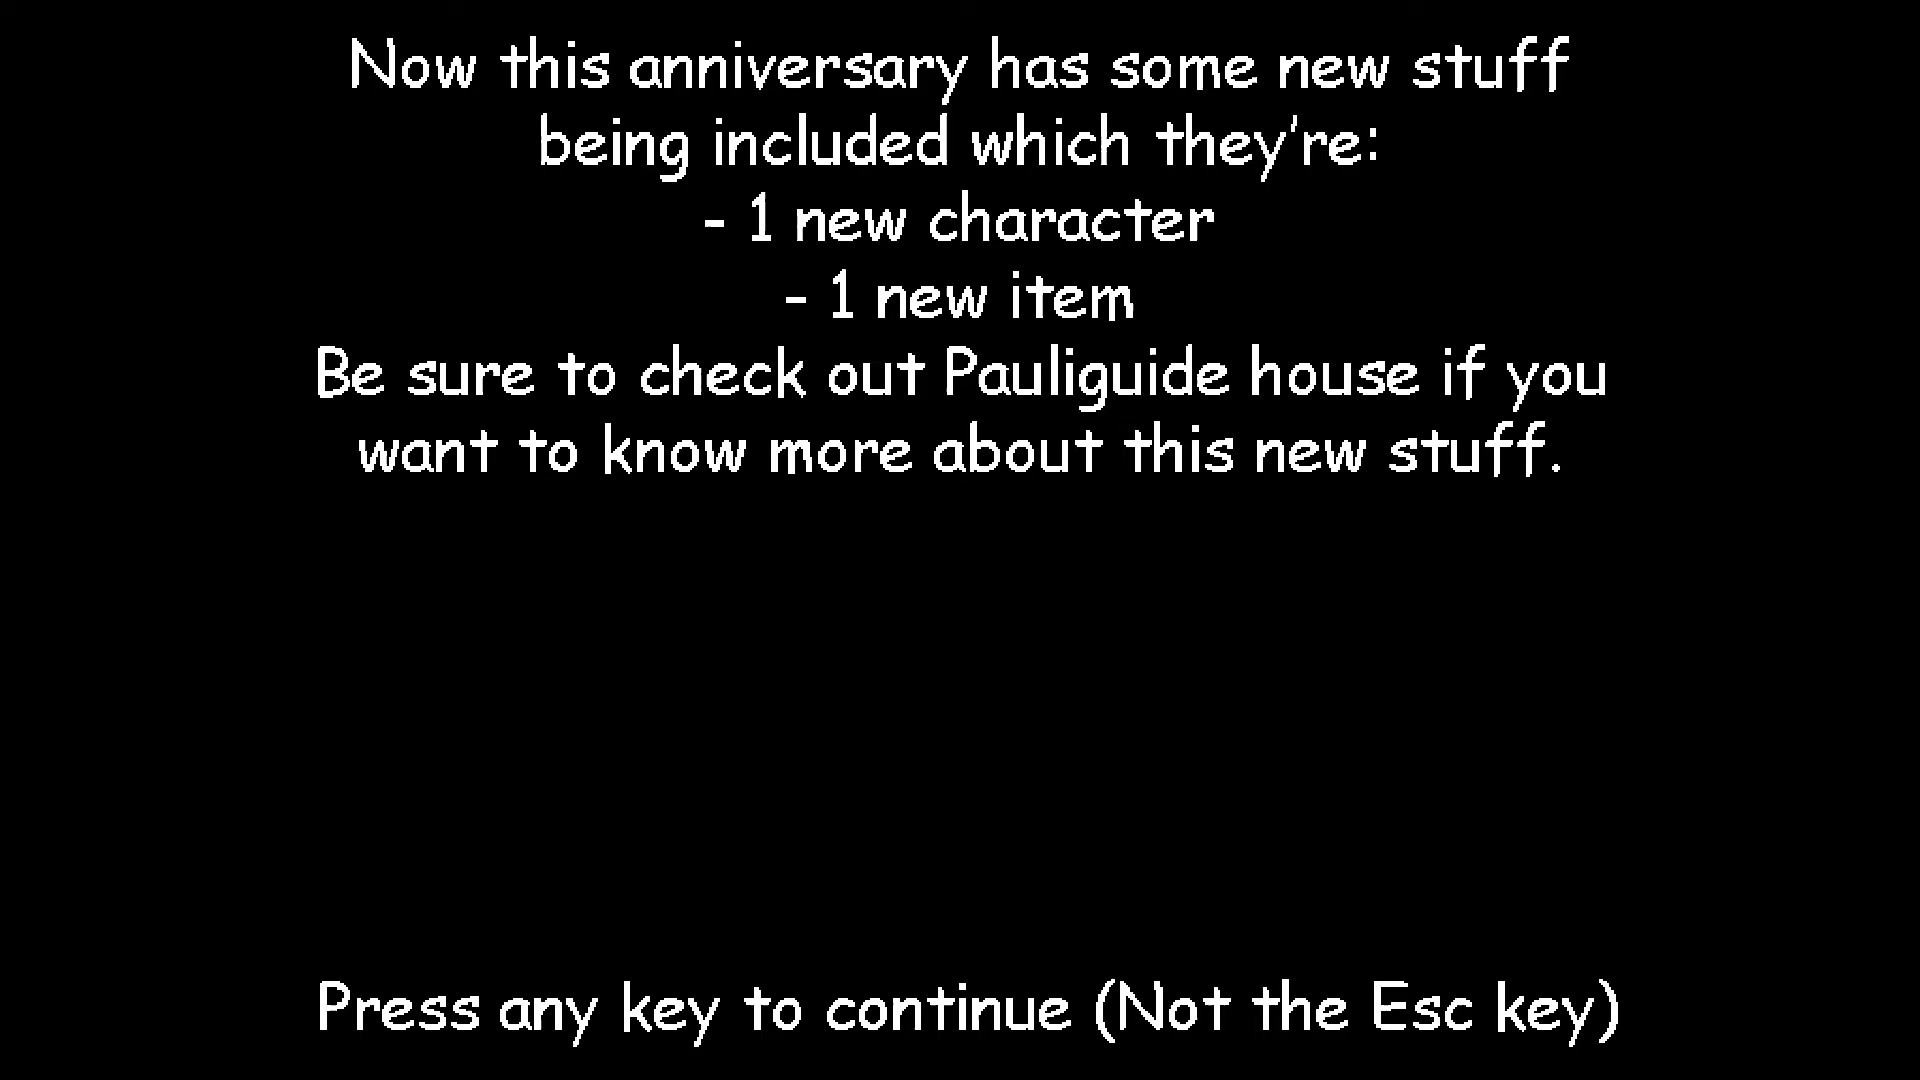 Now this anniversary has some new stuff
being included which they're:
- 1 new character
- 1 new item
Be sure to check out Pauliguide house if you
want to know more about this new stuff.
Press any key to continue (Not the Esc key)